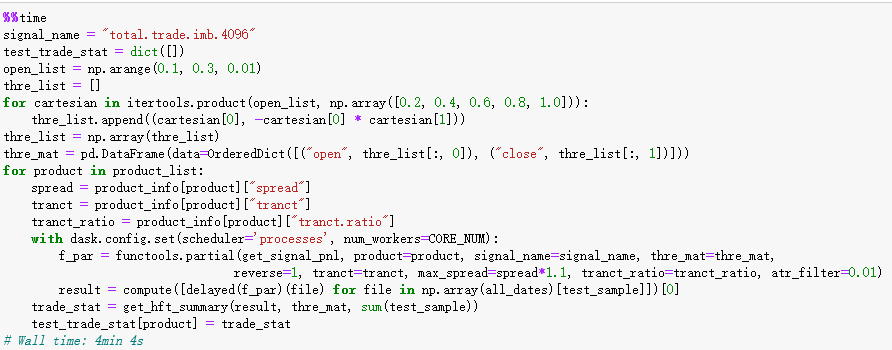 %%time
signal_name = "total.trade.imb.4096"
test_trade_stat = dict([])
open_list = np.arange(0.1, 0.3, 0.01)
thre_list = []
for cartesian in itertools.product(open_list, np.array([0.2, 0.4, 0.6, 0.8, 1.0])):
    thre_list.append((cartesian[0], -cartesian[0] * cartesian[1]))
thre_list = np.array(thre_list)
thre_mat = pd.DataFrame(data=OrderedDict([("open", thre_list[:, 0]), ("close", thre_list[:, 1])]))
for product in product_list:
    spread = product_info[product]["spread"]
    tranct = product_info[product]["tranct"]
    tranct_ratio = product_info[product]["tranct.ratio"]
    with dask.config.set(scheduler='processes', num_workers=CORE_NUM):
        f_par = functools.partial(get_signal_pnl, product=product, signal_name=signal_name, thre_mat=thre_mat,
                                  reverse=1, tranct=tranct, max_spread=spread*1.1, tranct_ratio=tranct_ratio, atr_filter=0.01)
        result = compute([delayed(f_par)(file) for file in np.array(all_dates)[test_sample]])[0]
    trade_stat = get_hft_summary(result, thre_mat, sum(test_sample))
    test_trade_stat[product] = trade_stat
# Wall time: 4min 4s